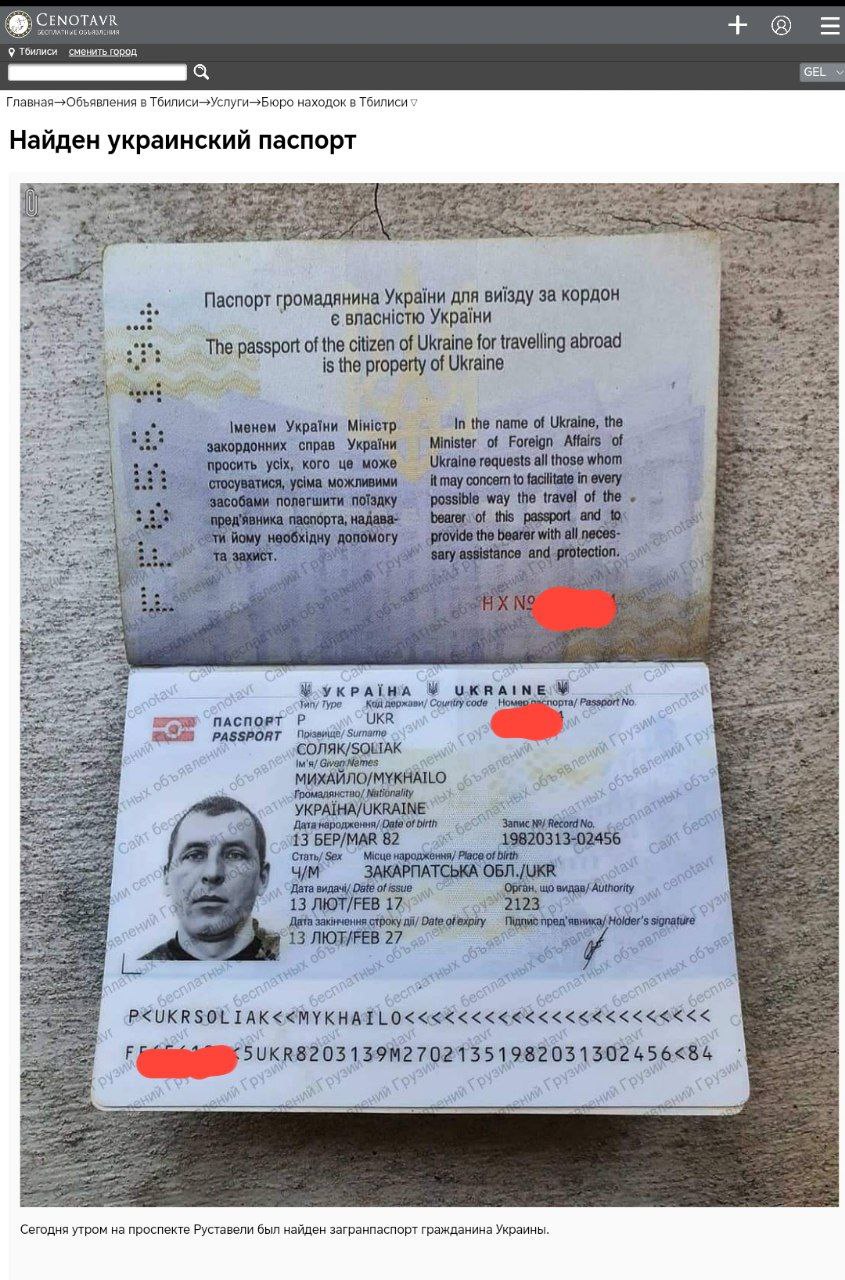 CENOTAVR
БЕСПЛАТНЫЕ ОБЪЯВЛЕНИЯ
Тбилиси сменить город
GEL
Главная→Объявления в Тбилиси→Услуги→Бюро находок в Тбилиси
Найден украинский паспорт
Паспорт громадянина України для виїзду за кордон
є власністю України
The passport of the citizen of Ukraine for travelling abroad
is the property of Ukraine
Іменем України Міністр
закордонних справ України
просить усіх, кого це може
стосуватися, усіма можливими
засобами полегшити поїздку
пред'явника паспорта, надава-
ти йому необхідну допомогу
та захист.
In the name of Ukraine, the
Minister of Foreign Affairs of
Ukraine requests all those whom
it may concern to facilitate in every
possible way the travel of the
bearer of this passport and to
provide the bearer with all neces-
sary assistance and protection.
НХ №
УКРАЇНА UKRAINE
ПАСПОРТ
PASSPORT
Тип/ Type Код держави/ Country code Номер паспорта/ Passport No.
P UKR
Прізвище/ Surname
СОЛЯК/SOLIAK
Ім'я/ Given Names
МИХАЙЛО/MYKHAILO
Громадянство/ Nationality
УКРАЇНА/UKRAINE
Дата народження/ Date of birth Запис №/ Record No.
13 БЕР/MAR 82 19820313-02456
Стать/ Sex Місце народження/ Place of birth
Ч/М ЗАКАРПАТСЬКА ОБЛ./UKR
Дата видачі/ Date of issue Орган, що видав/ Authority
13 ЛЮТ/FEB 17 2123
Дата закінчення строку дії/ Date of expiry Підпис пред'явника/ Holder's signature
13 ЛЮТ/FEB 27
P<UKRSOLIAK<<MYKHAILO<<<<<<<<<<<<<<<<<<<<<<<
<5UKR8203139M2702135198203130​2456<84
Сайт бесплатных объявлений Грузии cenotavr
Сегодня утром на проспекте Руставели был найден загранпаспорт гражданина Украины.